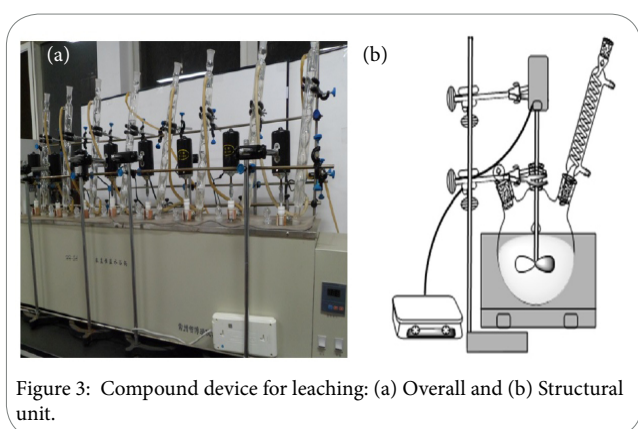 (a)
(b)
Figure 3: Compound device for leaching: (a) Overall and (b) Structural
unit.